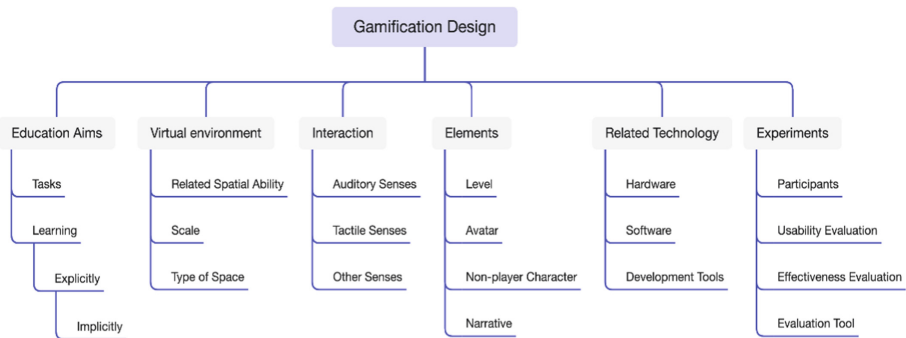 Gamification Design
Education Aims
Tasks
Learning
Explicitly
Implicitly
Virtual environment
Related Spatial Ability
Scale
Type of Space
Interaction
Auditory Senses
Tactile Senses
Other Senses
Elements
Level
Avatar
Non-player Character
Narrative
Related Technology
Hardware
Software
Development Tools
Experiments
Participants
Usability Evaluation
Effectiveness Evaluation
Evaluation Tool